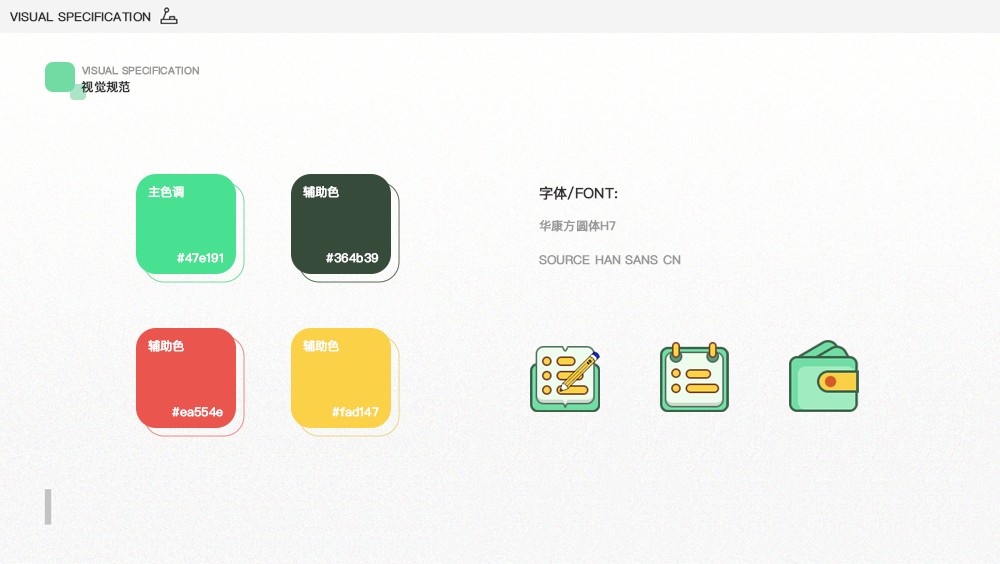 VISUAL SPECIFICATION
VISUAL SPECIFICATION
视觉规范
主色调
#47e191
辅助色
#364b39
字体/FONT:
华康方圆体H7
SOURCE HAN SANS CN
辅助色
#ea554e
辅助色
#fad147